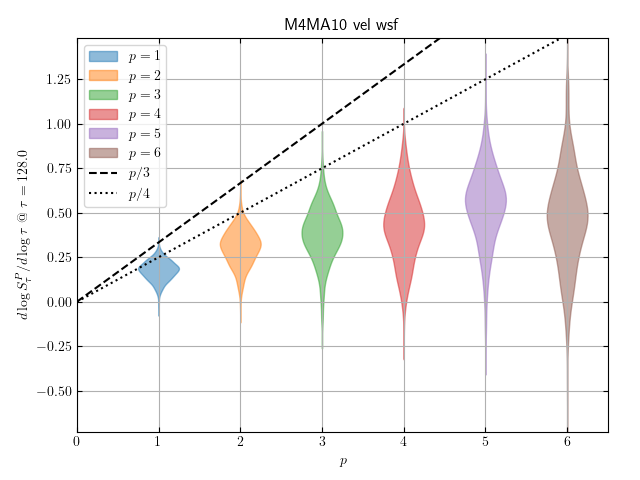 M4MA10 vel wsf
p = 1
p = 2
p = 3
p = 4
p = 5
p = 6
p/3
p/4
d log S_τ^P / d log τ @ τ = 128.0
1.25
1.00
0.75
0.50
0.25
0.00
−0.25
−0.50
0 1 2 3 4 5 6
p